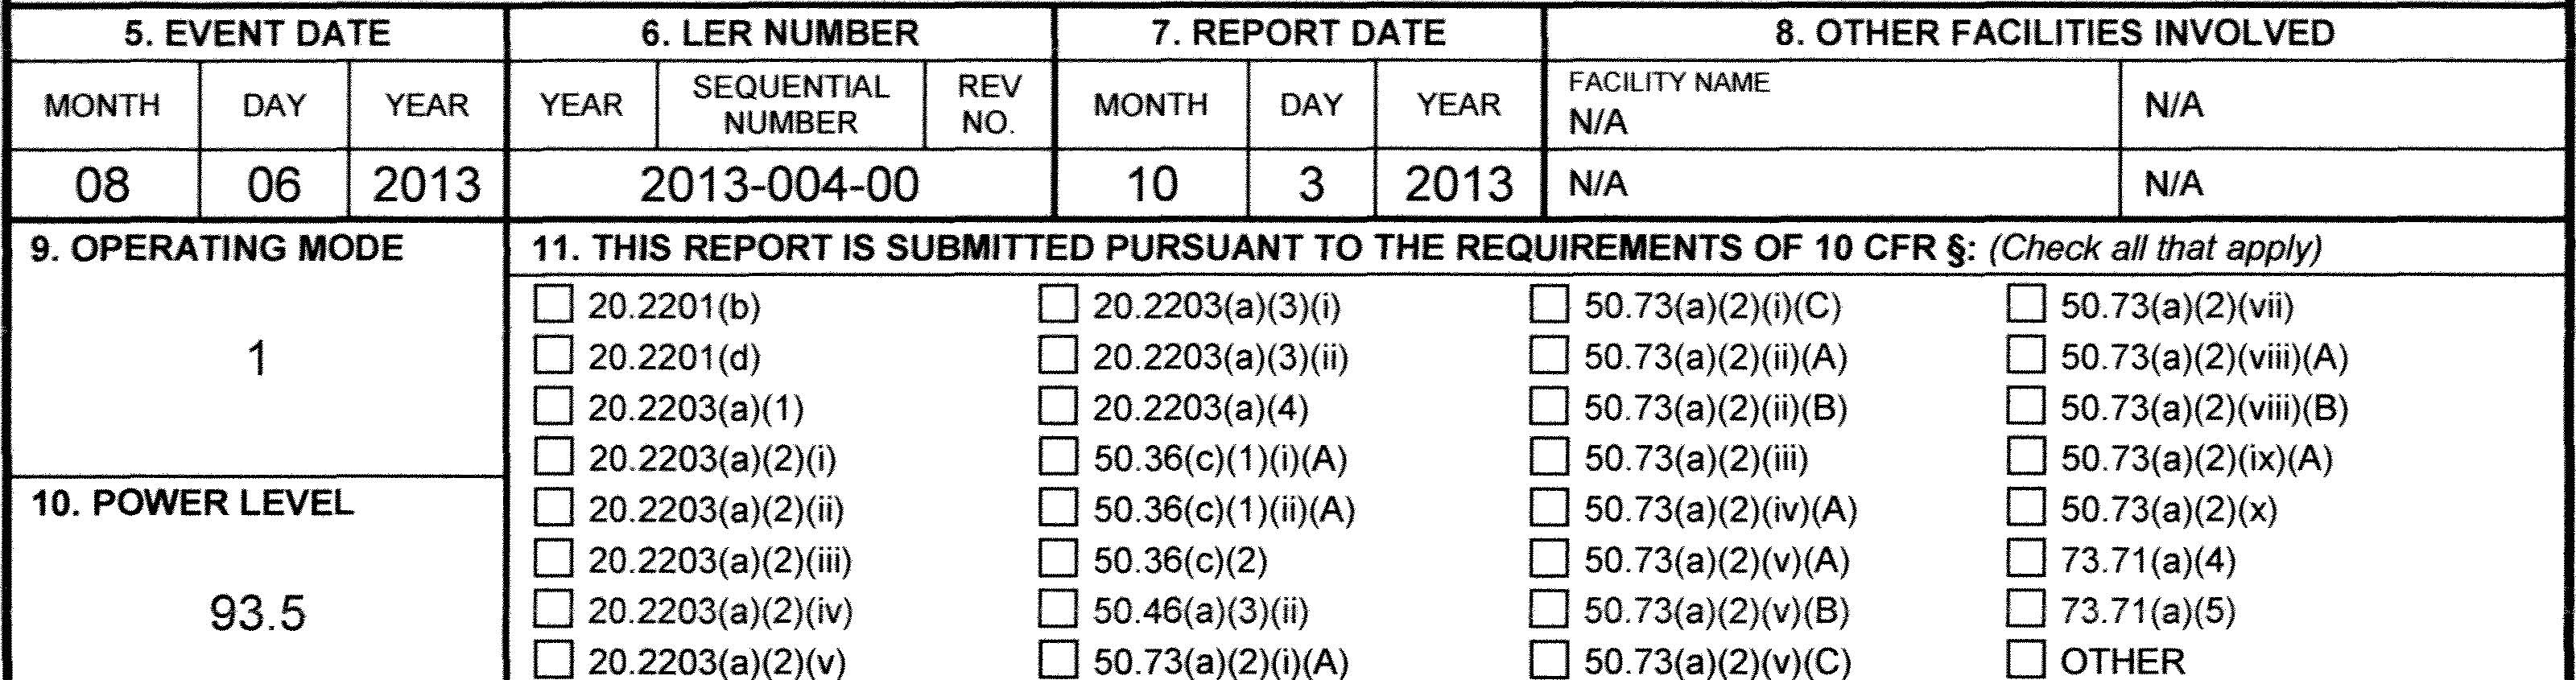 5. EVENT DATE 6. LER NUMBER 7. REPORT DATE 8. OTHER FACILITIES INVOLVED
MONTH DAY YEAR YEAR SEQUENTIAL NUMBER REV NO. MONTH DAY YEAR FACILITY NAME N/A N/A
08 06 2013 2013-004-00 10 3 2013 N/A N/A
9. OPERATING MODE 11. THIS REPORT IS SUBMITTED PURSUANT TO THE REQUIREMENTS OF 10 CFR §: (Check all that apply)
1
10. POWER LEVEL
93.5
20.2201(b) 20.2203(a)(3)(i) 50.73(a)(2)(i)(C) 50.73(a)(2)(vii)
20.2201(d) 20.2203(a)(3)(ii) 50.73(a)(2)(ii)(A) 50.73(a)(2)(viii)(A)
20.2203(a)(1) 20.2203(a)(4) 50.73(a)(2)(ii)(B) 50.73(a)(2)(viii)(B)
20.2203(a)(2)(i) 50.36(c)(1)(i)(A) 50.73(a)(2)(iii) 50.73(a)(2)(ix)(A)
20.2203(a)(2)(ii) 50.36(c)(1)(ii)(A) 50.73(a)(2)(iv)(A) 50.73(a)(2)(x)
20.2203(a)(2)(iii) 50.36(c)(2) 50.73(a)(2)(v)(A) 73.71(a)(4)
20.2203(a)(2)(iv) 50.46(a)(3)(ii) 50.73(a)(2)(v)(B) 73.71(a)(5)
20.2203(a)(2)(v) 50.73(a)(2)(i)(A) 50.73(a)(2)(v)(C) OTHER